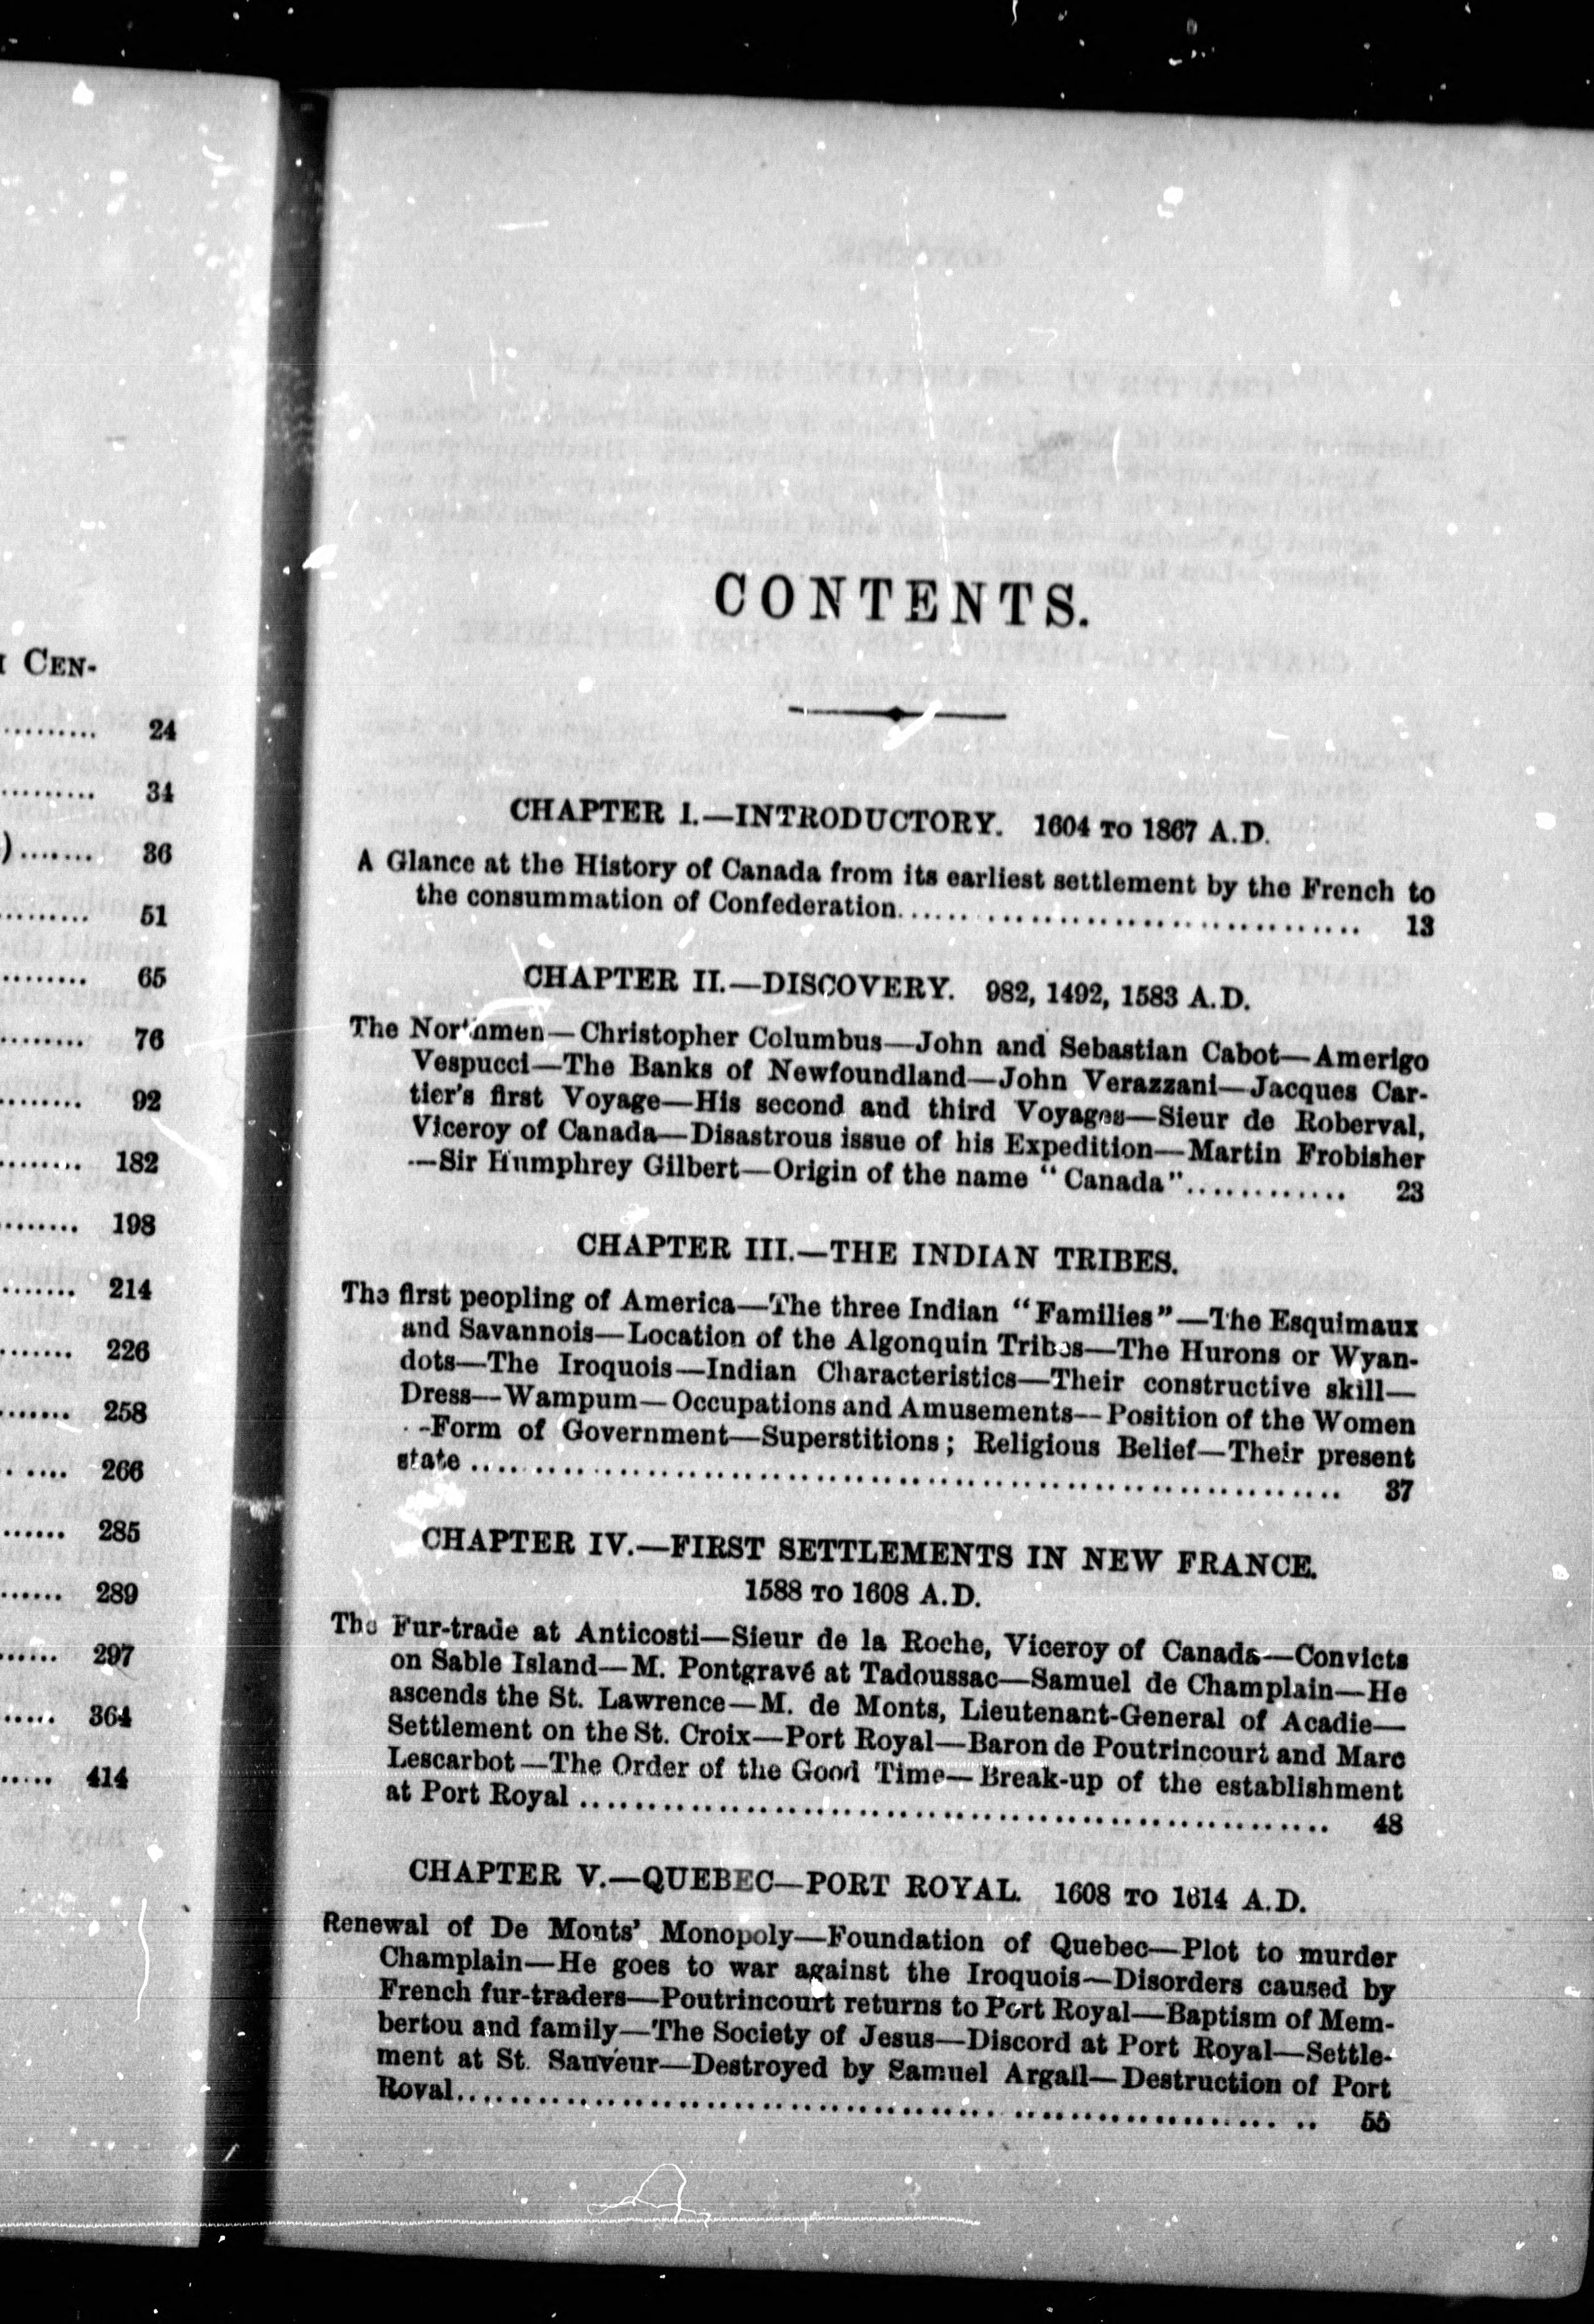 I CEN-
......... 24
......... 34
)....... 36
......... 51
......... 65
......... 76
......... 92
......... 182
........ 198
....... 214
....... 226
....... 258
.. .... 266
...... 285
...... 289
...... 297
..... 364
..... 414
CONTENTS.
CHAPTER I.—INTRODUCTORY. 1604 TO 1867 A.D.
A Glance at the History of Canada from its earliest settlement by the French to
the consummation of Confederation.................................... 13
CHAPTER II.—DISCOVERY. 982, 1492, 1583 A.D.
The Northmen—Christopher Columbus—John and Sebastian Cabot—Amerigo
Vespucci—The Banks of Newfoundland—John Verazzani—Jacques Car-
tier's first Voyage—His second and third Voyages—Sieur de Roberval,
Viceroy of Canada—Disastrous issue of his Expedition—Martin Frobisher
—Sir Humphrey Gilbert—Origin of the name "Canada"............ 23
CHAPTER III.—THE INDIAN TRIBES.
The first peopling of America—The three Indian "Families"—The Esquimaux
and Savannois—Location of the Algonquin Tribes—The Hurons or Wyan-
dots—The Iroquois—Indian Characteristics—Their constructive skill—
Dress—Wampum—Occupations and Amusements—Position of the Women
—Form of Government—Superstitions; Religious Belief—Their present
state .................................................................. 37
CHAPTER IV.—FIRST SETTLEMENTS IN NEW FRANCE.
1588 TO 1608 A.D.
The Fur-trade at Anticosti—Sieur de la Roche, Viceroy of Canada—Convicts
on Sable Island—M. Pontgravé at Tadoussac—Samuel de Champlain—He
ascends the St. Lawrence—M. de Monts, Lieutenant-General of Acadie—
Settlement on the St. Croix—Port Royal—Baron de Poutrincourt and Marc
Lescarbot—The Order of the Good Time—Break-up of the establishment
at Port Royal ........................................................ 48
CHAPTER V.—QUEBEC—PORT ROYAL. 1608 TO 1614 A.D.
Renewal of De Monts' Monopoly—Foundation of Quebec—Plot to murder
Champlain—He goes to war against the Iroquois—Disorders caused by
French fur-traders—Poutrincourt returns to Port Royal—Baptism of Mem-
bertou and family—The Society of Jesus—Discord at Port Royal—Settle-
ment at St. Sauveur—Destroyed by Samuel Argall—Destruction of Port
Royal................................................................ 55